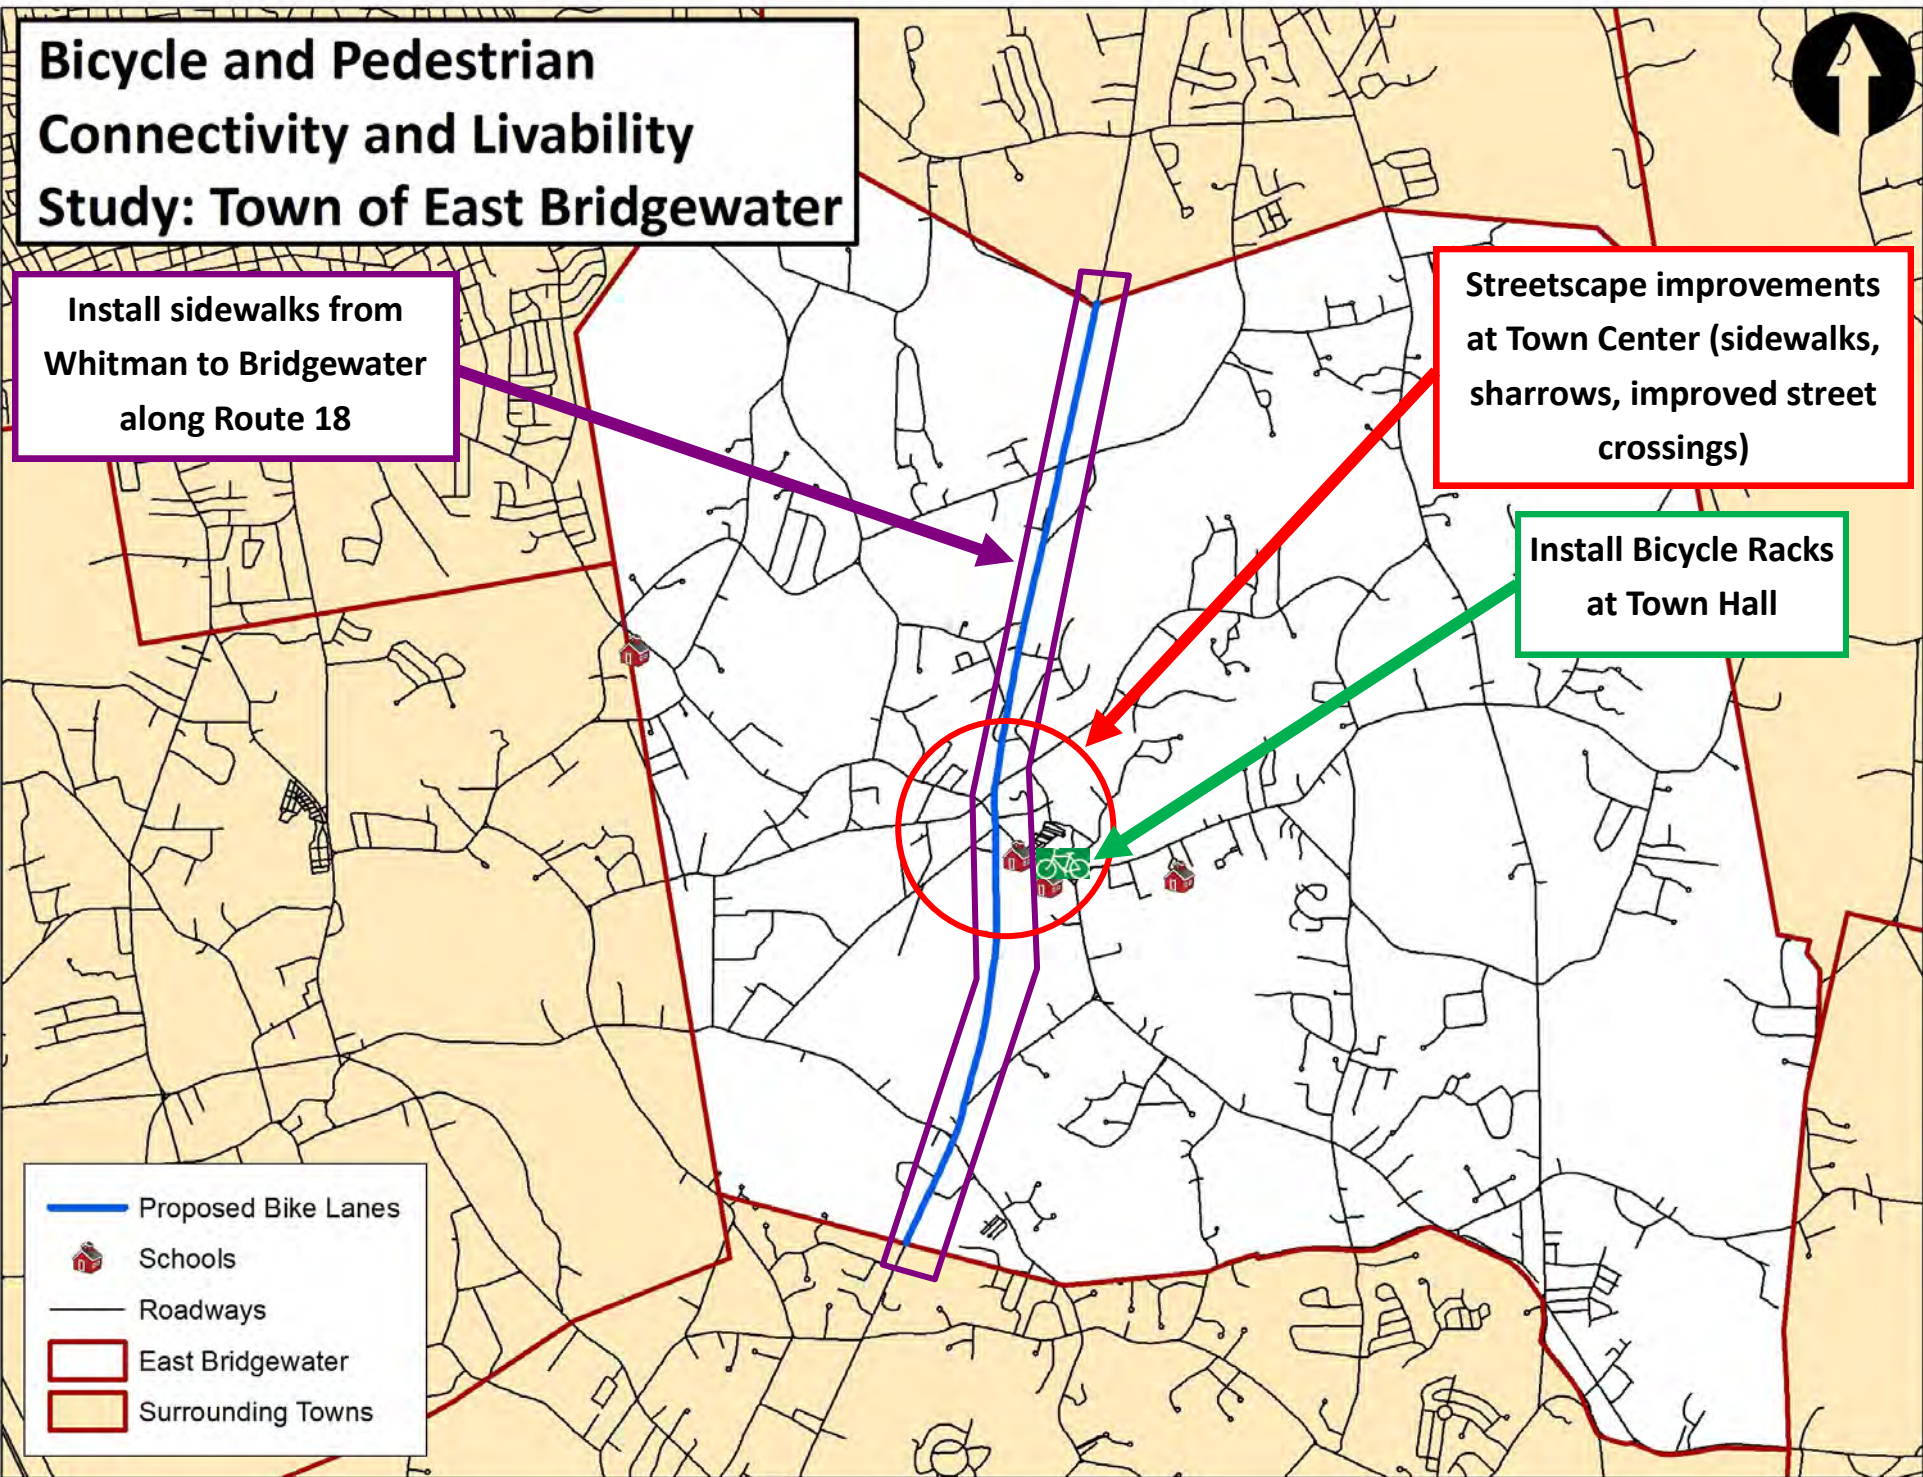 Bicycle and Pedestrian
Connectivity and Livability
Study: Town of East Bridgewater
Install sidewalks from
Whitman to Bridgewater
along Route 18
Streetscape improvements
at Town Center (sidewalks,
sharrows, improved street
crossings)
Install Bicycle Racks
at Town Hall
Proposed Bike Lanes
Schools
Roadways
East Bridgewater
Surrounding Towns